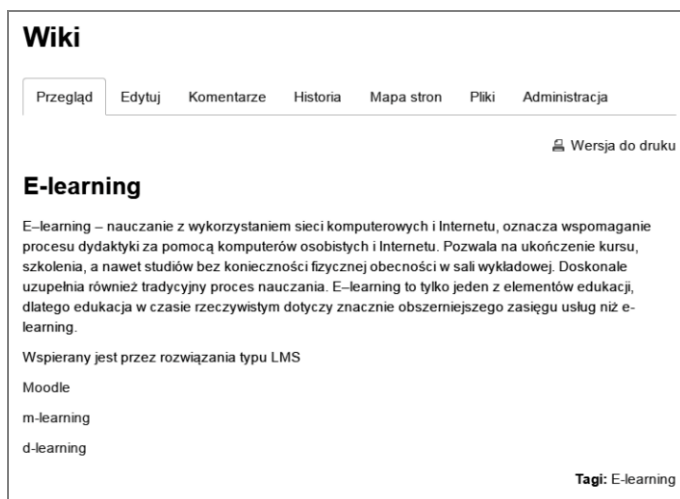 Wiki
Przegląd Edytuj Komentarze Historia Mapa stron Pliki Administracja
Wersja do druku
E-learning
E–learning – nauczanie z wykorzystaniem sieci komputerowych i Internetu, oznacza wspomaganie
procesu dydaktyki za pomocą komputerów osobistych i Internetu. Pozwala na ukończenie kursu,
szkolenia, a nawet studiów bez konieczności fizycznej obecności w sali wykładowej. Doskonale
uzupełnia również tradycyjny proces nauczania. E–learning to tylko jeden z elementów edukacji,
dlatego edukacja w czasie rzeczywistym dotyczy znacznie obszerniejszego zasięgu usług niż e-
learning.
Wspierany jest przez rozwiązania typu LMS
Moodle
m-learning
d-learning
Tagi: E-learning